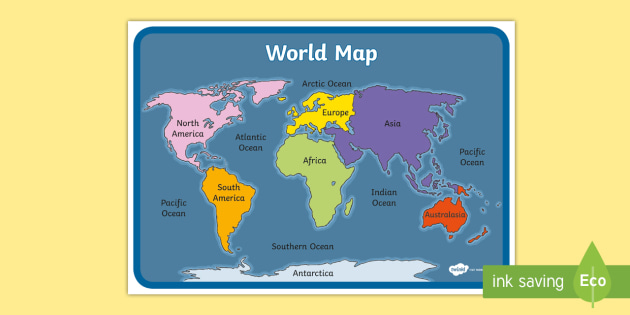 World Map
Arctic Ocean
Europe
North
America
Asia
Atlantic
Ocean
Pacific
Ocean
Africa
South
America
Indian
Ocean
Pacific
Ocean
Australasia
Southern Ocean
Antarctica
twinkl
ink saving
Eco